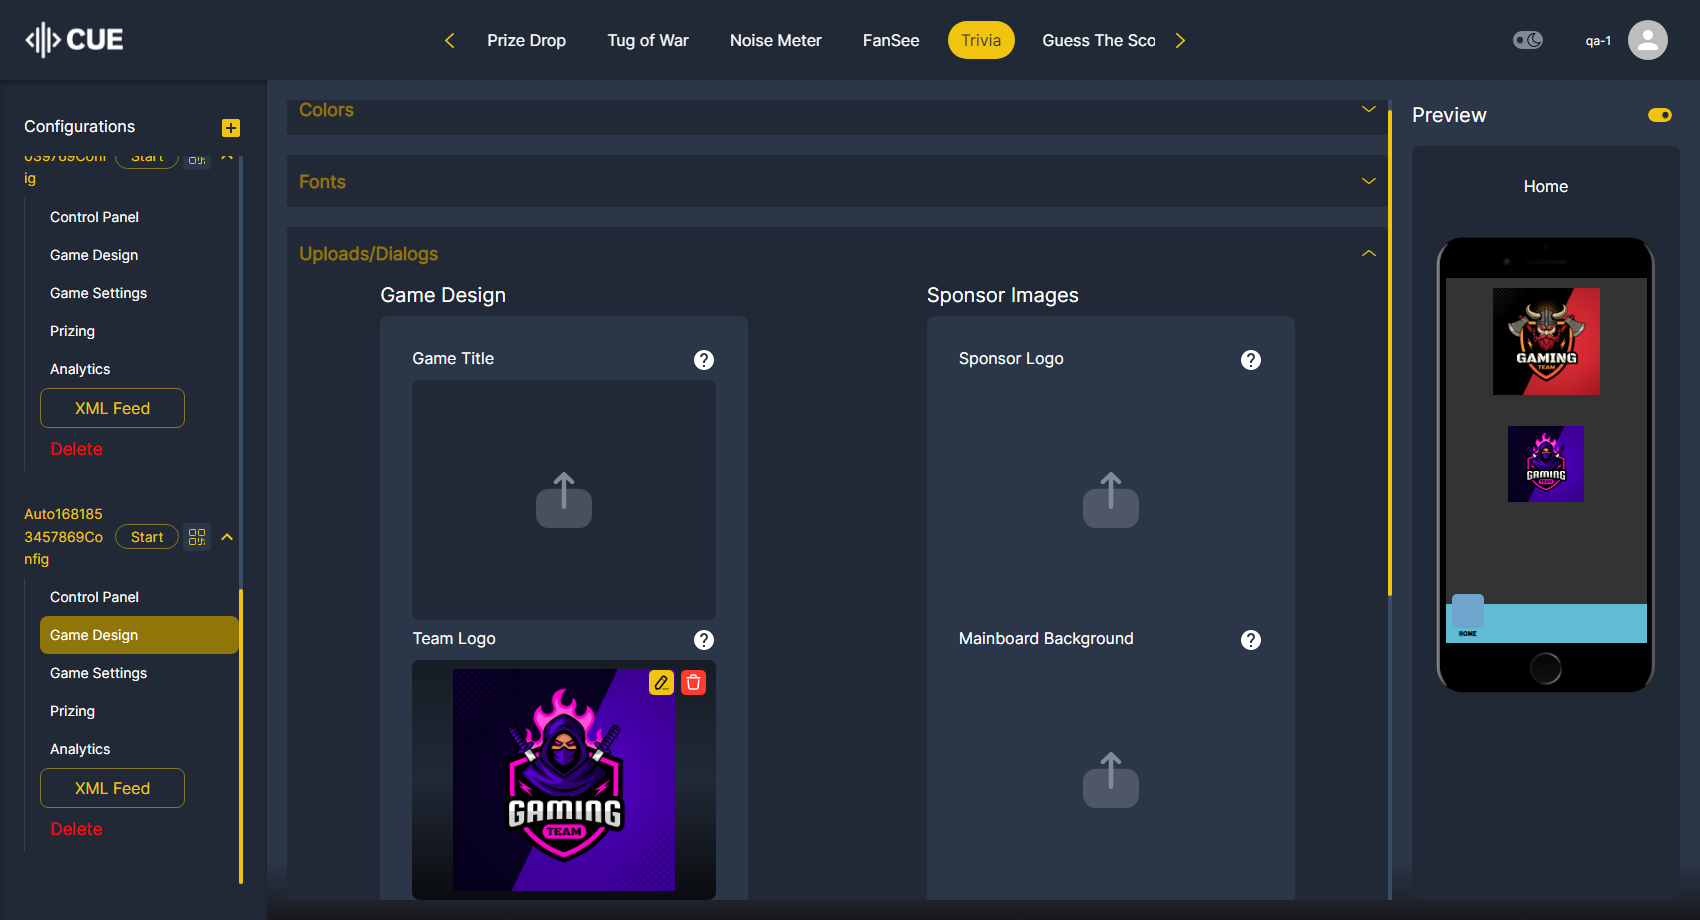 CUE
Prize Drop
Tug of War
Noise Meter
FanSee
Trivia
Guess The Sco
qa-1
Configurations
039769Conf
Start
ig
Control Panel
Game Design
Game Settings
Prizing
Analytics
XML Feed
Delete
Auto168185
3457869Co
nfig
Start
Control Panel
Game Design
Game Settings
Prizing
Analytics
XML Feed
Delete
Colors
Fonts
Uploads/Dialogs
Game Design
Game Title
?
Team Logo
?
GAMING
TEAM
Sponsor Images
Sponsor Logo
?
Mainboard Background
?
Preview
Home
GAMING
TEAM
GAMING
TEAM
HOME